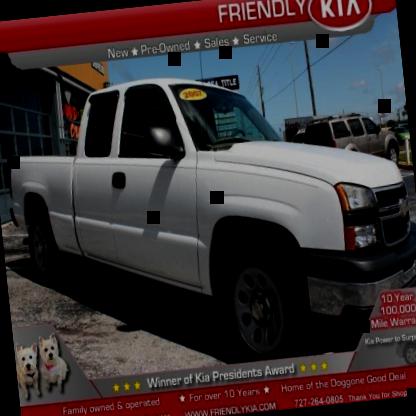 FRIENDLY KIA
New ★ Pre-Owned ★ Sales ★ Service
& TITLE
2007
10 Year
100,000
Mile Warra
Kia Power to Surp
★★★ Winner of Kia Presidents Award ★★★
Family owned & operated ★ For over 10 Years ★ Home of the Doggone Good Deal
WWW.FRIENDLYKIA.COM 727-264-0805 Thank You for Shop